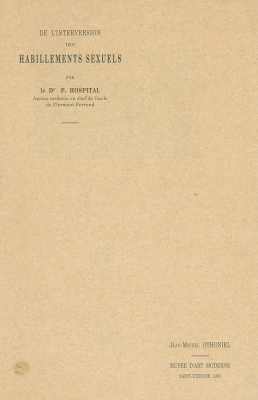 DE L'INTERVERSION
DES
HABILLEMENTS SEXUELS
PAR
le Dr P. HOSPITAL
Ancien médecin en chef de l'asile
de Clermont-Ferrand
JEAN-MICHEL OTHONIEL
MUSÉE D'ART MODERNE
SAINT-ETIENNE